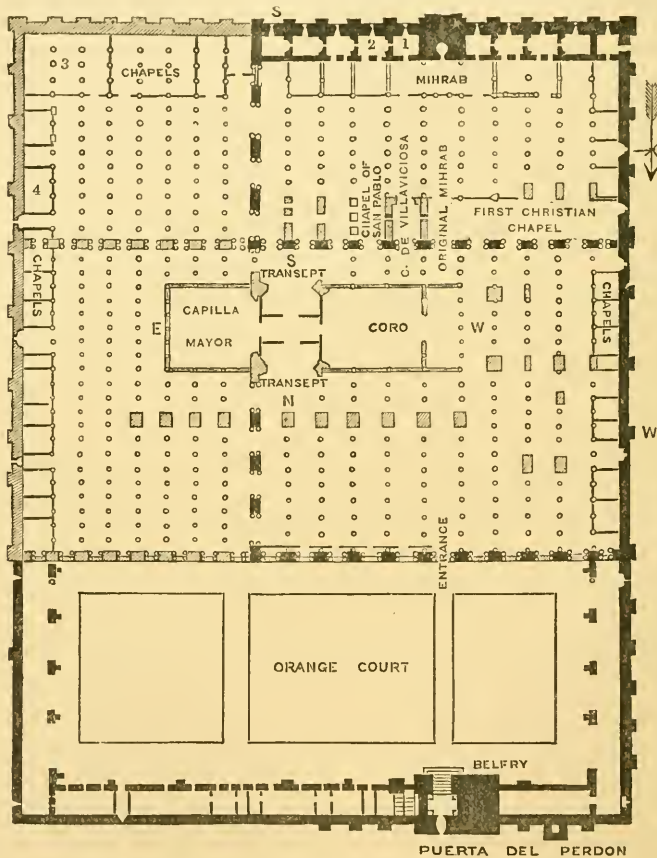 S
2
1
3
CHAPELS
MIHRAB
4
CHAPEL OF
SAN PABLO
C. DE VILLAVICIOSA
ORIGINAL MIHRAB
FIRST CHRISTIAN
CHAPEL
CHAPELS
S
TRANSEPT
E
CAPILLA
MAYOR
CORO
W
CHAPELS
TRANSEPT
N
W
ENTRANCE
ORANGE COURT
BELFRY
PUERTA DEL PERDON